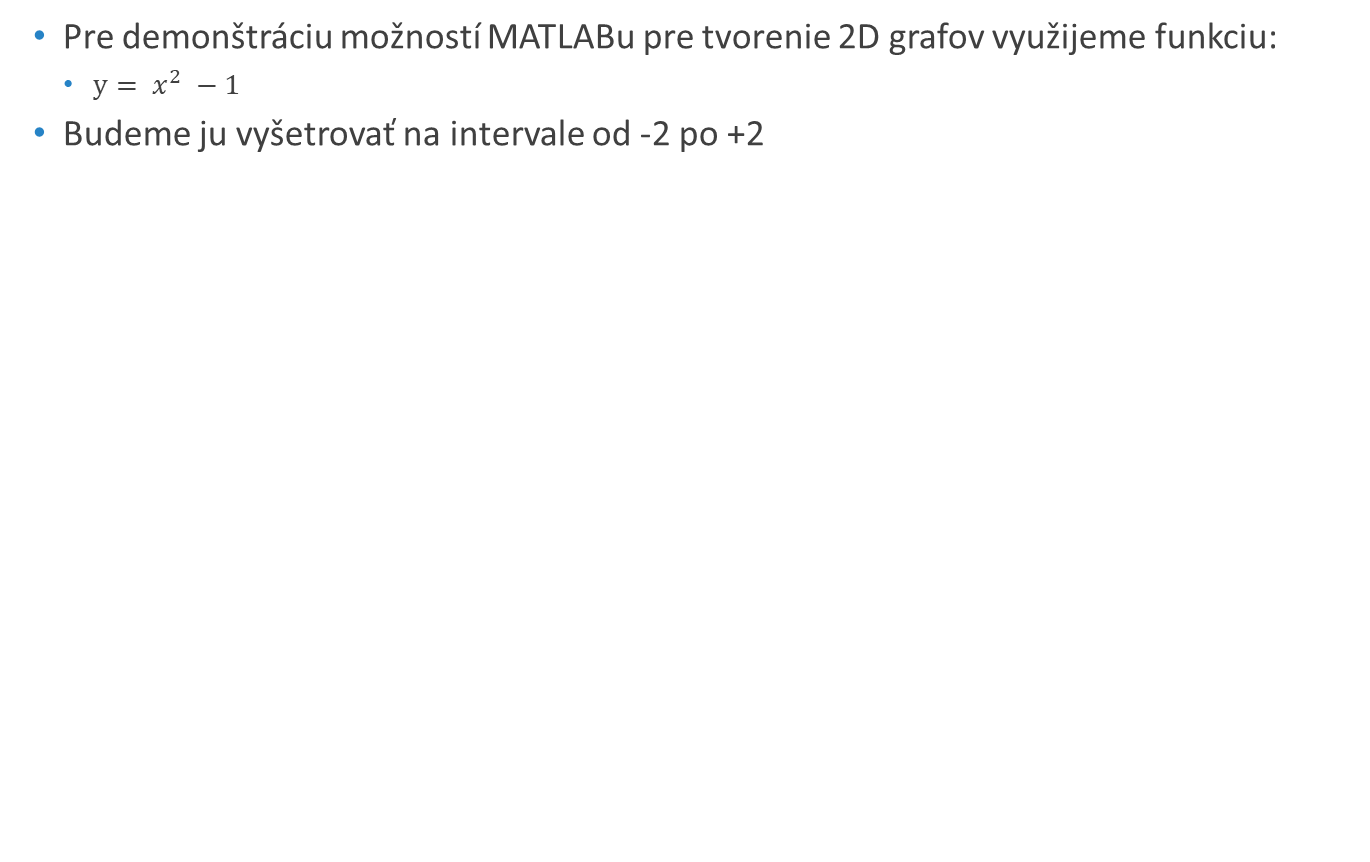 • Pre demonštráciu možností MATLABu pre tvorenie 2D grafov využijeme funkciu:
• y = x² − 1
• Budeme ju vyšetrovať na intervale od -2 po +2